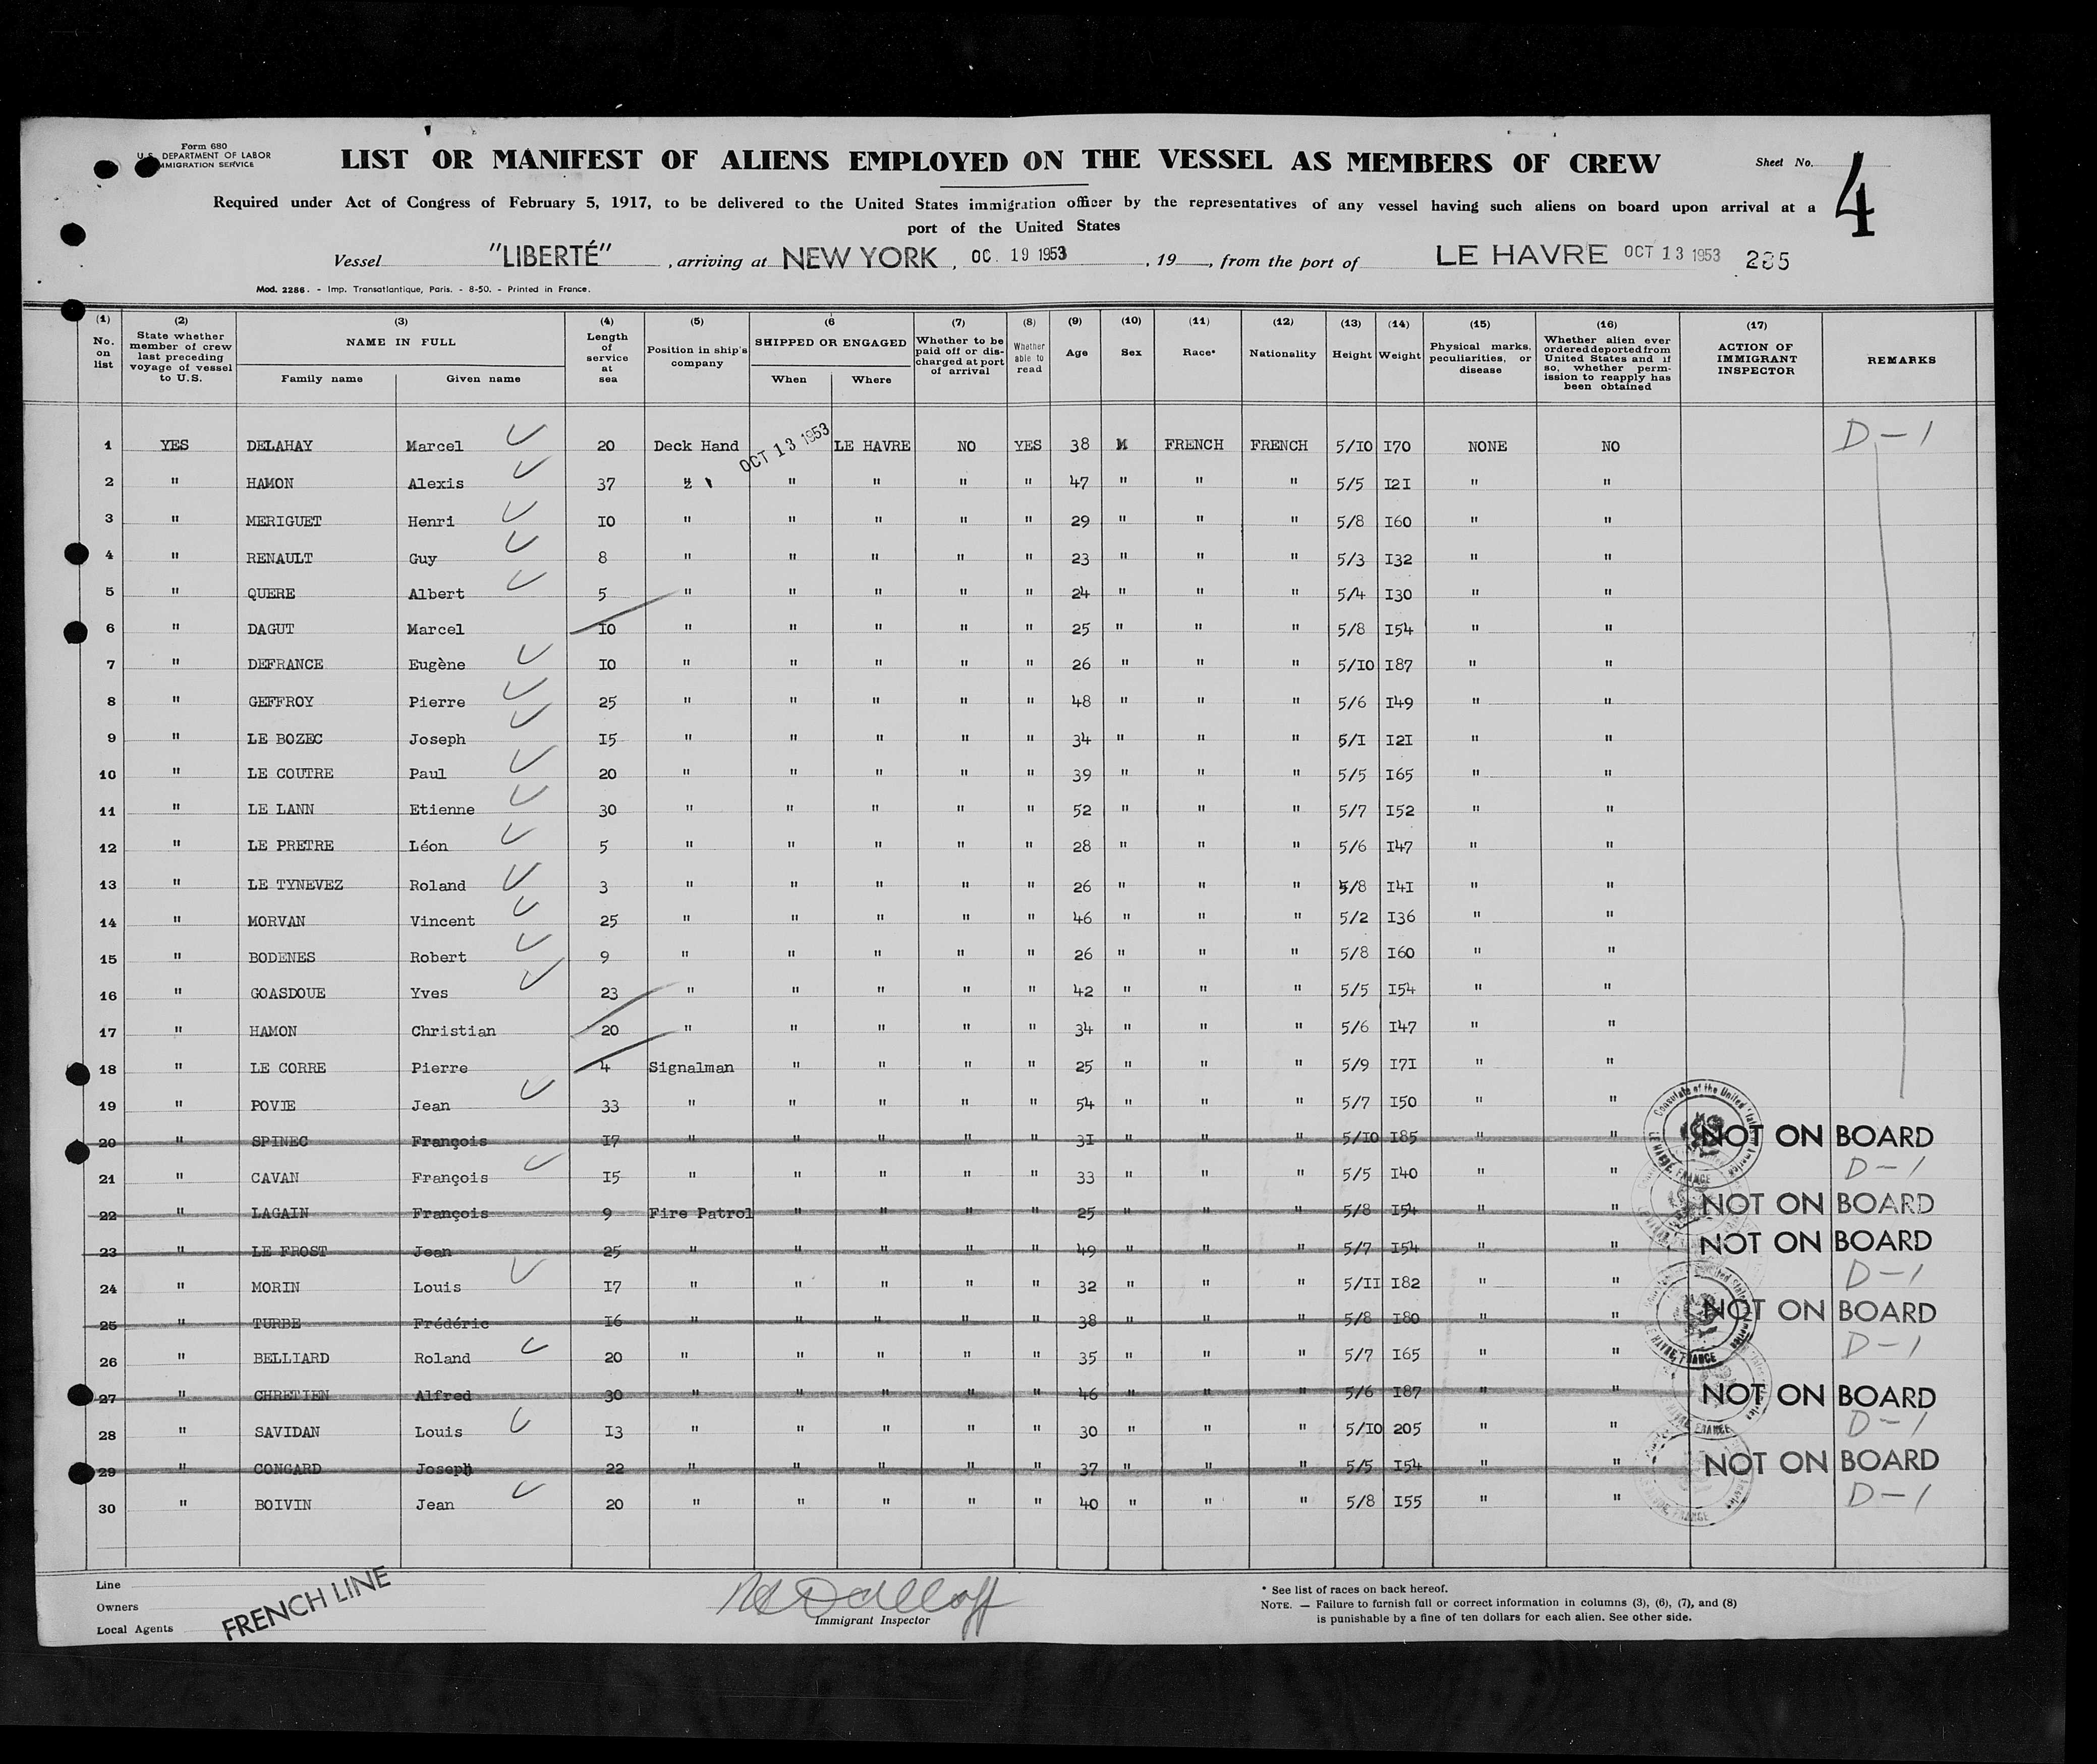 Form 680
U.S. DEPARTMENT OF LABOR
IMMIGRATION SERVICE
LIST OR MANIFEST OF ALIENS EMPLOYED ON THE VESSEL AS MEMBERS OF CREW
Sheet No. 4
Required under Act of Congress of February 5, 1917, to be delivered to the United States immigration officer by the representatives of any vessel having such aliens on board upon arrival at a
port of the United States
Vessel "LIBERTÉ", arriving at NEW YORK, OC. 19 1953, 19, from the port of LE HAVRE OCT 13 1953 235
Mod. 2286. - Imp. Transatlantique, Paris. - 8-50. - Printed in France.
(1) No. on list (2) State whether member of crew last preceding voyage of vessel to U.S. (3) NAME IN FULL Family name Given name (4) Length of service at sea (5) Position in ship's company (6 SHIPPED OR ENGAGED When Where (7) Whether to be paid off or discharged at port of arrival (8) Whether able to read (9) Age (10) Sex (11) Race* (12) Nationality (13) Height (14) Weight (15) Physical marks, peculiarities, or disease (16) Whether alien ever ordered deported from United States and if so, whether permission to reapply has been obtained (17) ACTION OF IMMIGRANT INSPECTOR REMARKS
1 YES DELAHAY Marcel 20 Deck Hand OCT 13 1953 LE HAVRE NO YES 38 M FRENCH FRENCH 5/10 170 NONE NO D-1
2 " HAMON Alexis 37 " " " " " 47 " " " 5/5 121 " "
3 " MERIGUET Henri 10 " " " " " 29 " " " 5/8 160 " "
4 " RENAULT Guy 8 " " " " " 23 " " " 5/3 132 " "
5 " QUERE Albert 5 " " " " " 24 " " " 5/4 130 " "
6 " DAGUT Marcel 10 " " " " " 25 " " " 5/8 154 " "
7 " DEFRANCE Eugène 10 " " " " " 26 " " " 5/10 187 " "
8 " GEFFROY Pierre 25 " " " " " 48 " " " 5/6 149 " "
9 " LE BOZEC Joseph 15 " " " " " 34 " " " 5/1 121 " "
10 " LE COUTRE Paul 20 " " " " " 39 " " " 5/5 165 " "
11 " LE LANN Etienne 30 " " " " " 52 " " " 5/7 152 " "
12 " LE PRETRE Léon 5 " " " " " 28 " " " 5/6 147 " "
13 " LE TYNEVEZ Roland 3 " " " " " 26 " " " 5/8 141 " "
14 " MORVAN Vincent 25 " " " " " 46 " " " 5/2 136 " "
15 " BODENES Robert 9 " " " " " 26 " " " 5/8 160 " "
16 " GOASDOUE Yves 23 " " " " " 42 " " " 5/5 154 " "
17 " HAMON Christian 20 " " " " " 34 " " " 5/6 147 " "
18 " LE CORRE Pierre 4 Signalman " " " " 25 " " " 5/9 171 " "
19 " POVIE Jean 33 " " " " " 54 " " " 5/7 150 " "
20 " SPINEC François 17 " " " " " 31 " " " 5/10 185 " " NOT ON BOARD
21 " CAVAN François 15 " " " " " 33 " " " 5/5 140 " " D-1
22 " LAGAIN François 9 Fire Patrol " " " " 25 " " " 5/8 154 " " NOT ON BOARD
23 " LE FROST Jean 25 " " " " " 49 " " " 5/7 154 " " NOT ON BOARD
24 " MORIN Louis 17 " " " " " 32 " " " 5/11 182 " " D-1
25 " TURBE Frédéric 16 " " " " " 38 " " " 5/8 180 " " NOT ON BOARD
26 " BELLIARD Roland 20 " " " " " 35 " " " 5/7 165 " " D-1
27 " CHRETIEN Alfred 30 " " " " " 46 " " " 5/6 187 " " NOT ON BOARD
28 " SAVIDAN Louis 13 " " " " " 30 " " " 5/10 205 " " D-1
29 " CONGARD Joseph 22 " " " " " 37 " " " 5/5 154 " " NOT ON BOARD
30 " BOIVIN Jean 20 " " " " " 40 " " " 5/8 155 " " D-1
Consulate of the United States of America LE HAVRE, FRANCE
Line
Owners
Local Agents
FRENCH LINE
Immigrant Inspector
* See list of races on back hereof.
NOTE. — Failure to furnish full or correct information in columns (3), (6), (7), and (8)
is punishable by a fine of ten dollars for each alien. See other side.